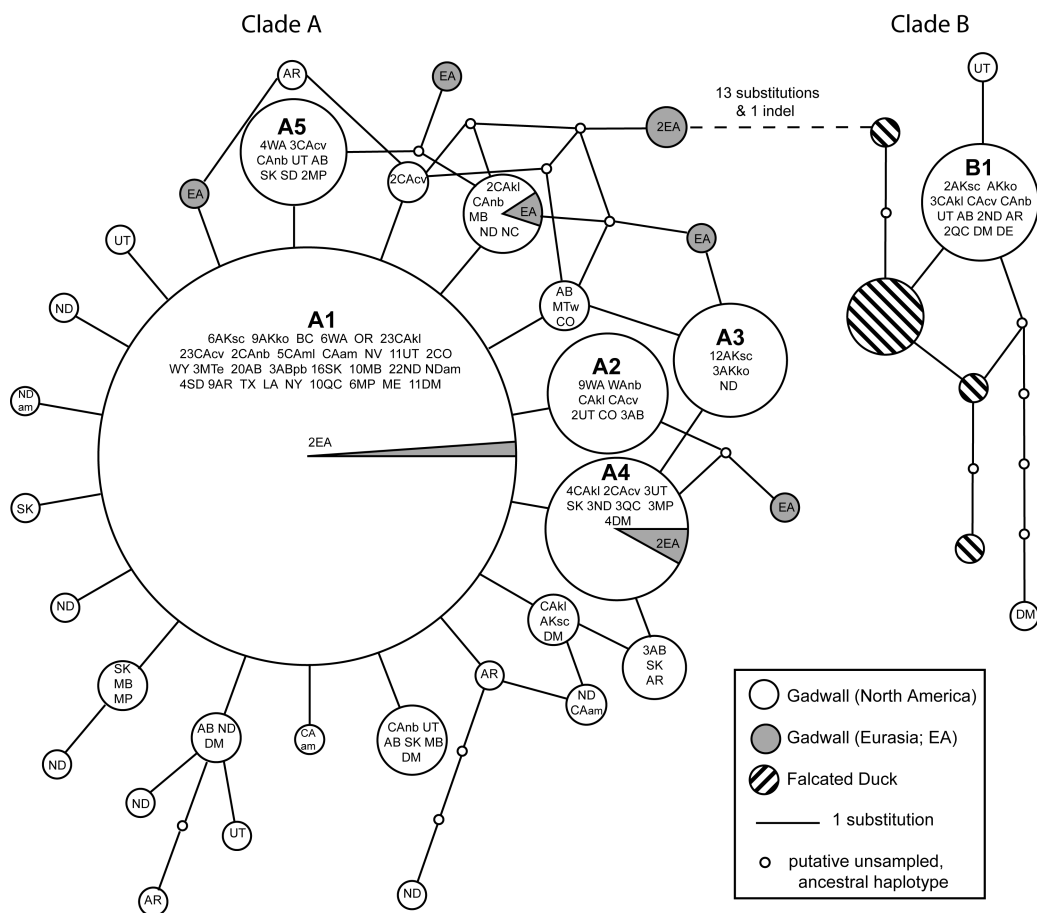 Clade A
Clade B
AR
EA
UT
13 substitutions
& 1 indel
2EA
A5
4WA 3CAcv
CAnb UT AB
SK SD 2MP
B1
2AKsc AKko
3CAkl CAcv CAnb
UT AB 2ND AR
2QC DM DE
EA
2CAcv
2CAkl
CAnb
MB
ND NC
EA
EA
UT
ND
AB
MTw
CO
A1
6AKsc 9AKko BC 6WA OR 23CAkl
23CAcv 2CAnb 5CAml CAam NV 11UT 2CO
WY 3MTe 20AB 3ABpb 16SK 10MB 22ND NDam
4SD 9AR TX LA NY 10QC 6MP ME 11DM
2EA
A3
12AKsc
3AKko
ND
A2
9WA WAnb
CAkl CAcv
2UT CO 3AB
ND
am
A4
4CAkl 2CAcv 3UT
SK 3ND 3QC 3MP
4DM
2EA
EA
SK
ND
CAkl
AKsc
DM
DM
3AB
SK
AR
SK
MB
MP
AR
ND
CAam
AB ND
DM
CA
am
CAnb UT
AB SK MB
DM
ND
ND
UT
AR
ND
Gadwall (North America)
Gadwall (Eurasia; EA)
Falcated Duck
1 substitution
putative unsampled,
ancestral haplotype